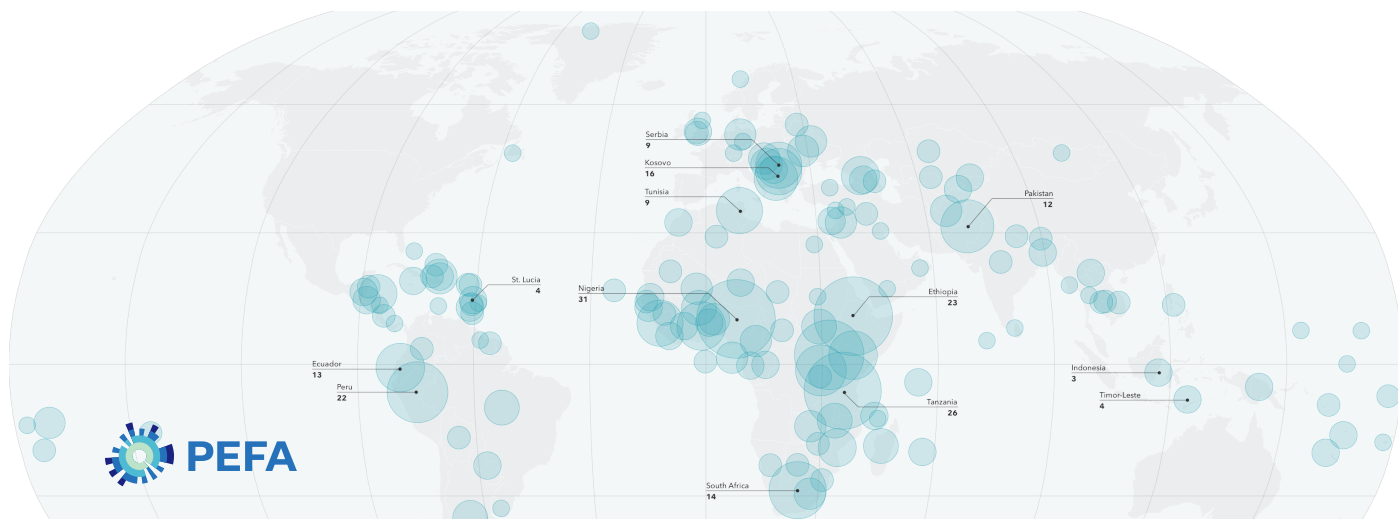 Serbia
9
Kosovo
16
Tunisia
9
Pakistan
12
St. Lucia
4
Nigeria
31
Ethiopia
23
Ecuador
13
Peru
22
Indonesia
3
Timor-Leste
4
Tanzania
26
South Africa
14
PEFA